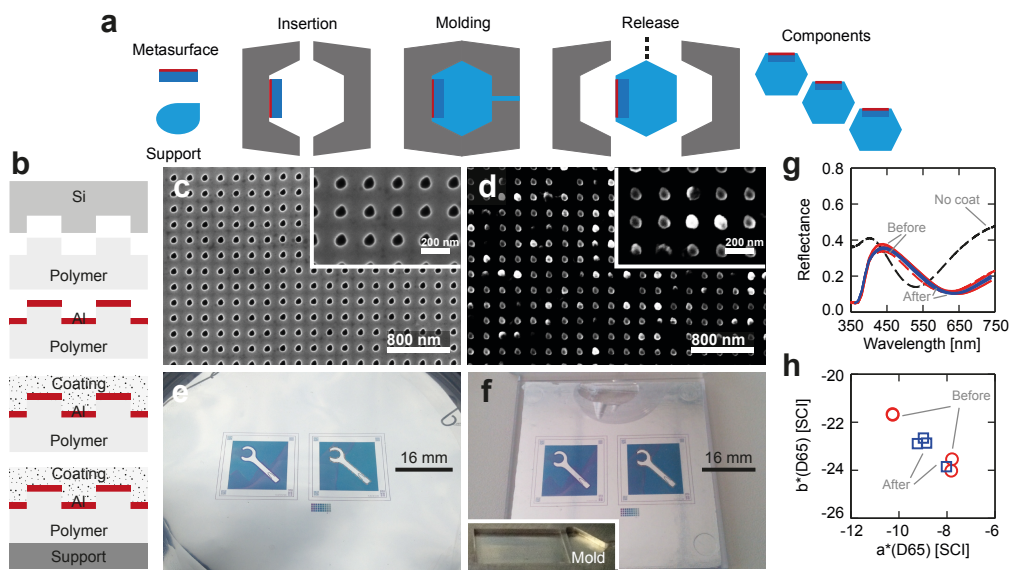 a
Metasurface
Support
Insertion
Molding
Release
Components
b
Si
Polymer
Al
Polymer
Coating
Al
Polymer
Coating
Al
Polymer
Support
c
200 nm
800 nm
d
200 nm
800 nm
e
16 mm
f
16 mm
Mold
g
Reflectance
0.8
0.6
0.4
0.2
0.0
No coat
Before
After
350 450 550 650 750
Wavelength [nm]
h
b*(D65) [SCI]
-20
-22
-24
-26
Before
After
-12 -10 -8 -6
a*(D65) [SCI]